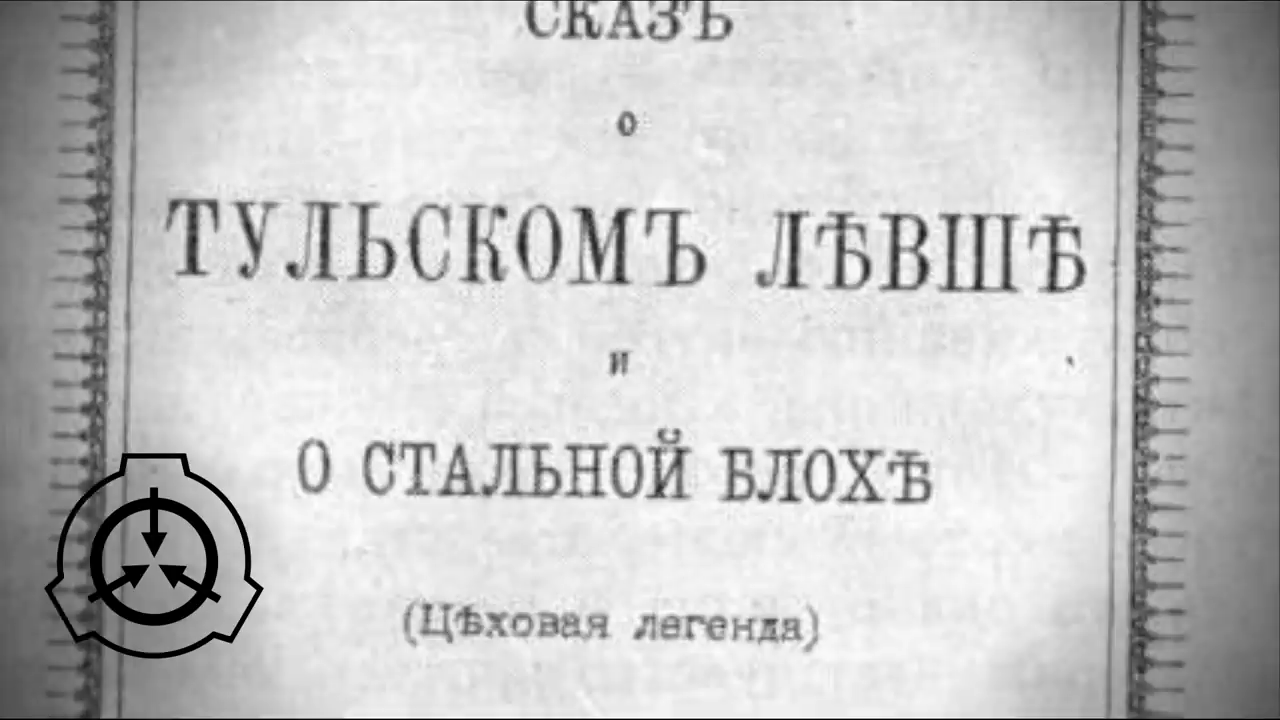 СКАЗЪ
о
ТУЛЬСКОМЪ ЛѢВШѢ
и
О СТАЛЬНОЙ БЛОХѢ
(Цѣховая легенда)